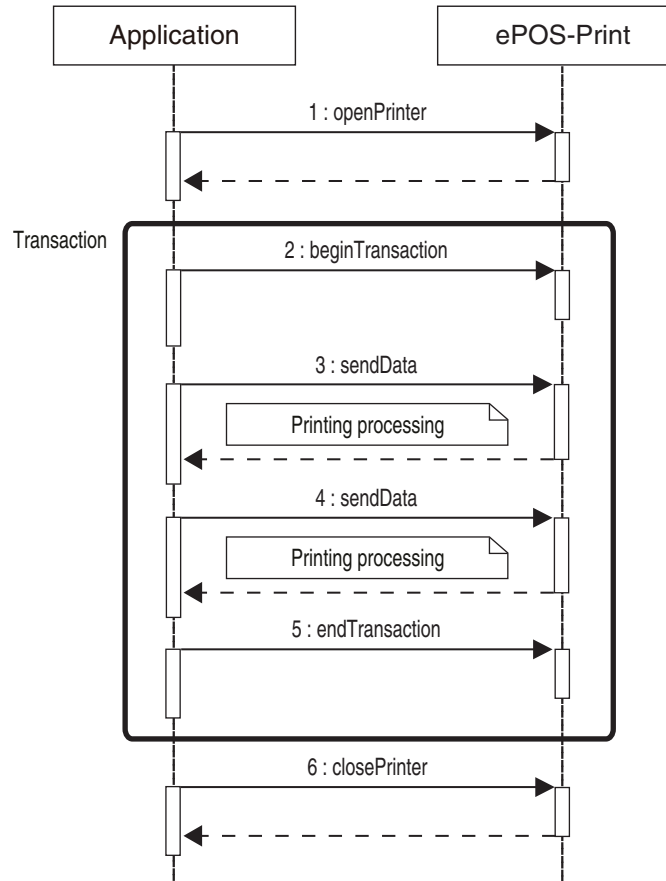 Application
ePOS-Print
1 : openPrinter
Transaction
2 : beginTransaction
3 : sendData
Printing processing
4 : sendData
Printing processing
5 : endTransaction
6 : closePrinter